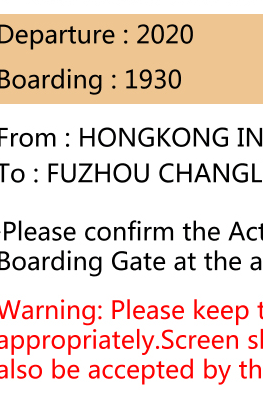 Departure : 2020
Boarding : 1930
From : HONGKONG IN
To : FUZHOU CHANGL
Please confirm the Act
Boarding Gate at the a
Warning: Please keep t
appropriately.Screen sl
also be accepted by th